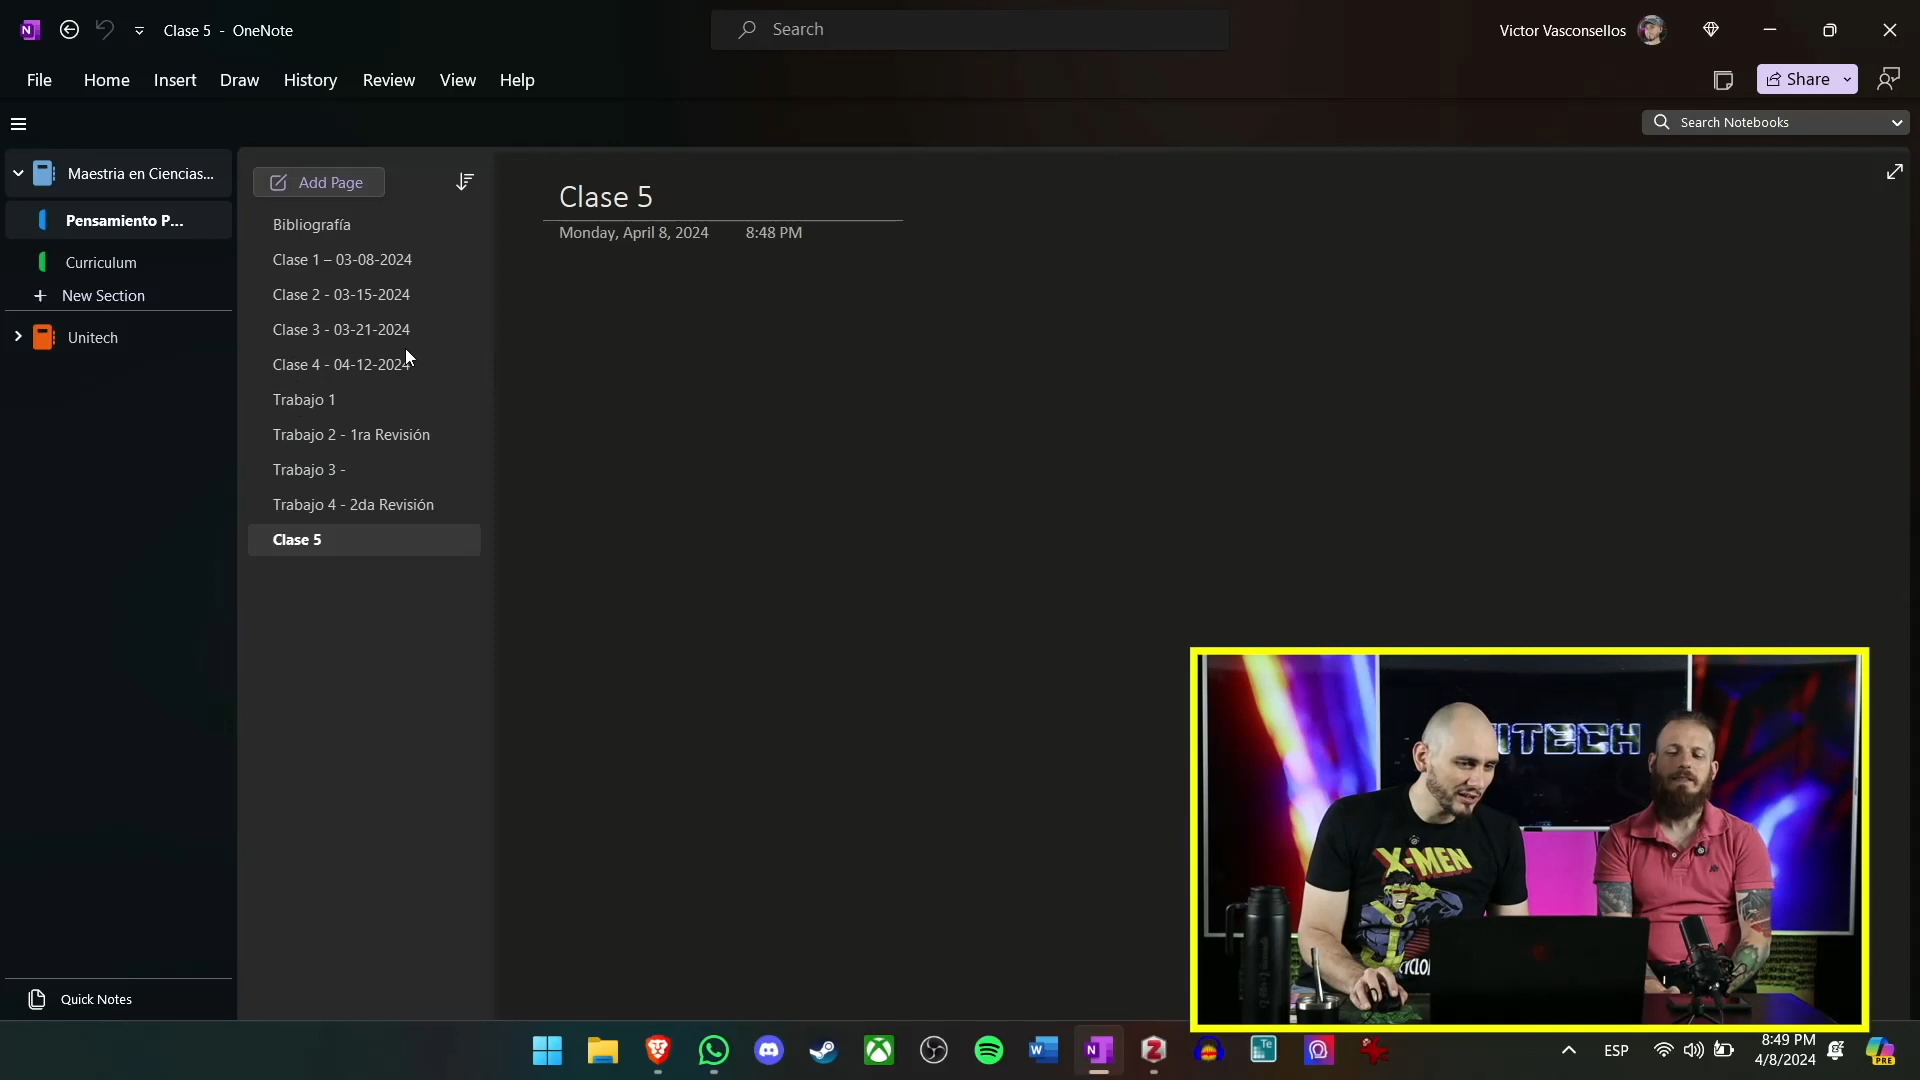 Clase 5 - OneNote
Search
Victor Vasconsellos
File Home Insert Draw History Review View Help
Share
Search Notebooks
Maestria en Ciencias...
Pensamiento P...
Curriculum
New Section
Unitech
Quick Notes
Add Page
Bibliografía
Clase 1 – 03-08-2024
Clase 2 - 03-15-2024
Clase 3 - 03-21-2024
Clase 4 - 04-12-2024
Trabajo 1
Trabajo 2 - 1ra Revisión
Trabajo 3 -
Trabajo 4 - 2da Revisión
Clase 5
Clase 5
Monday, April 8, 2024 8:48 PM
NITECH
X-MEN
CYCLO
ESP
8:49 PM
4/8/2024
PRE